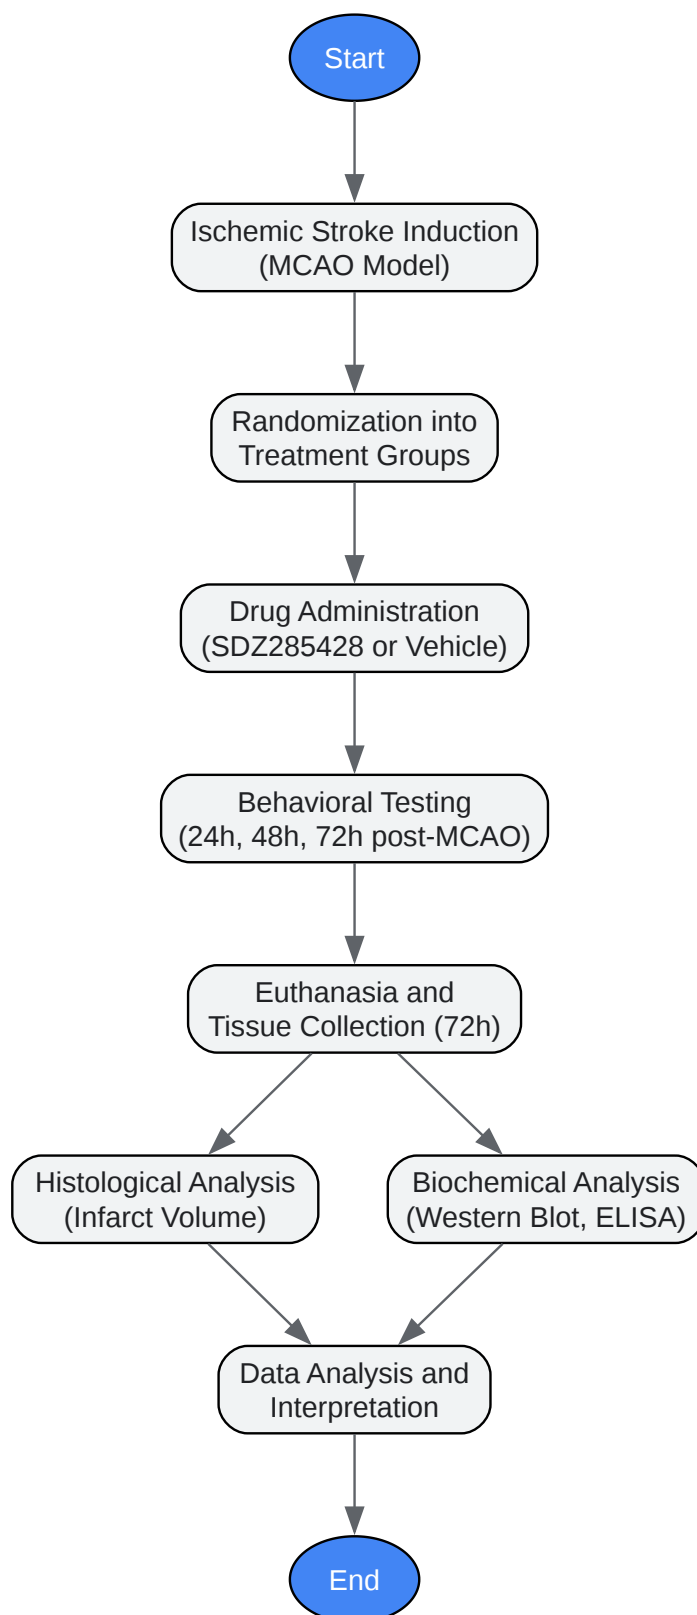 Start
Ischemic Stroke Induction
(MCAO Model)
Randomization into
Treatment Groups
Drug Administration
(SDZ285428 or Vehicle)
Behavioral Testing
(24h, 48h, 72h post-MCAO)
Euthanasia and
Tissue Collection (72h)
Histological Analysis
(Infarct Volume)
Biochemical Analysis
(Western Blot, ELISA)
Data Analysis and
Interpretation
End